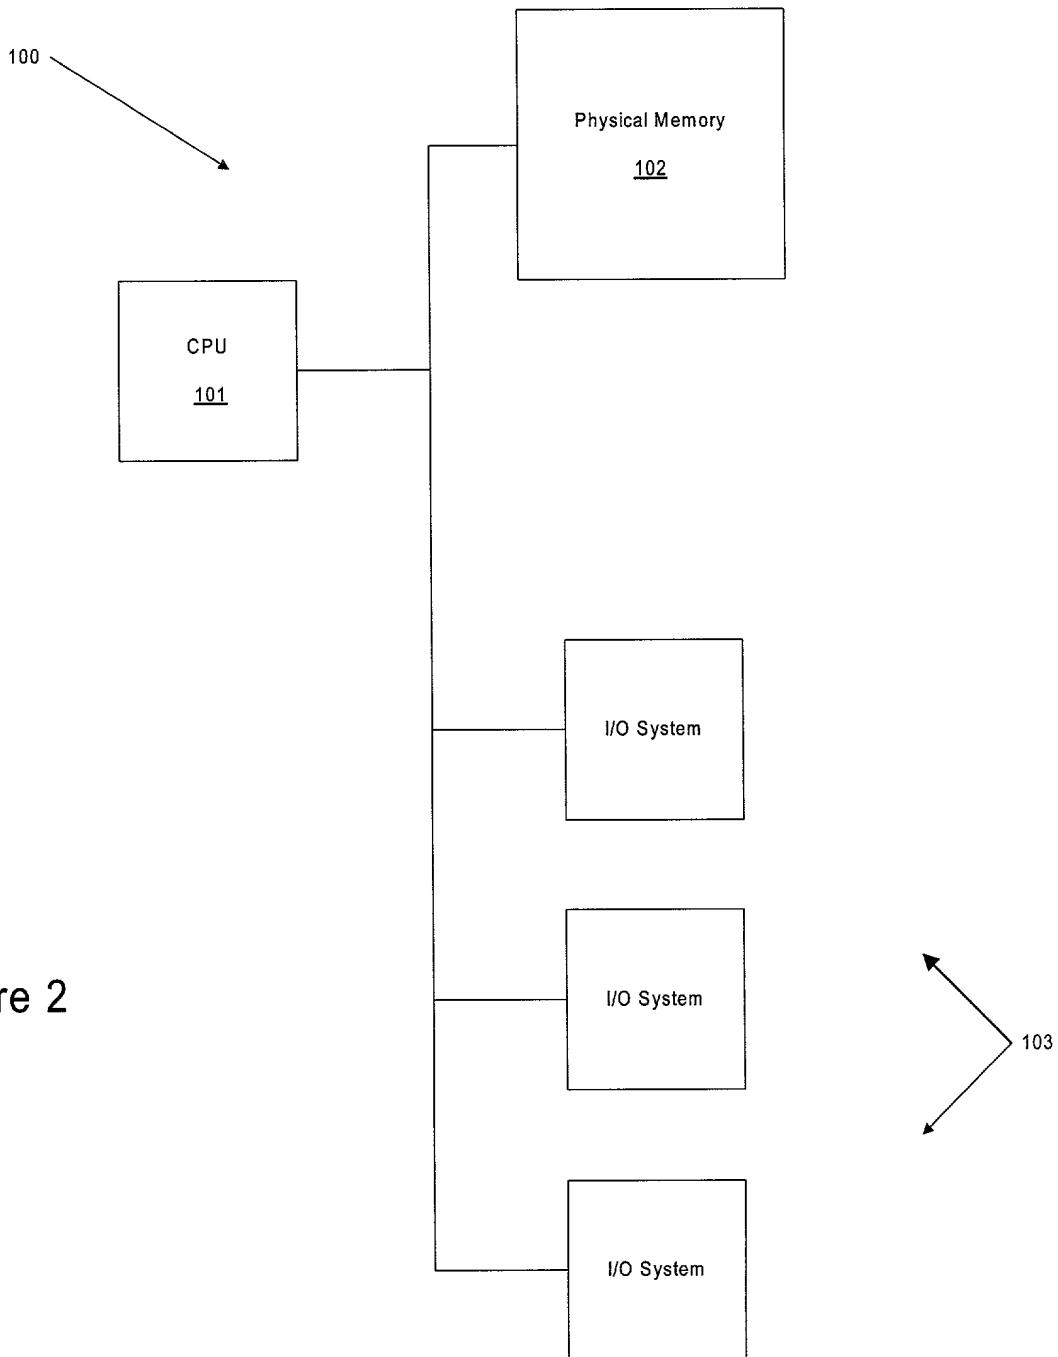 100
Physical Memory
102
CPU
101
I/O System
I/O System
re 2
103
I/O System